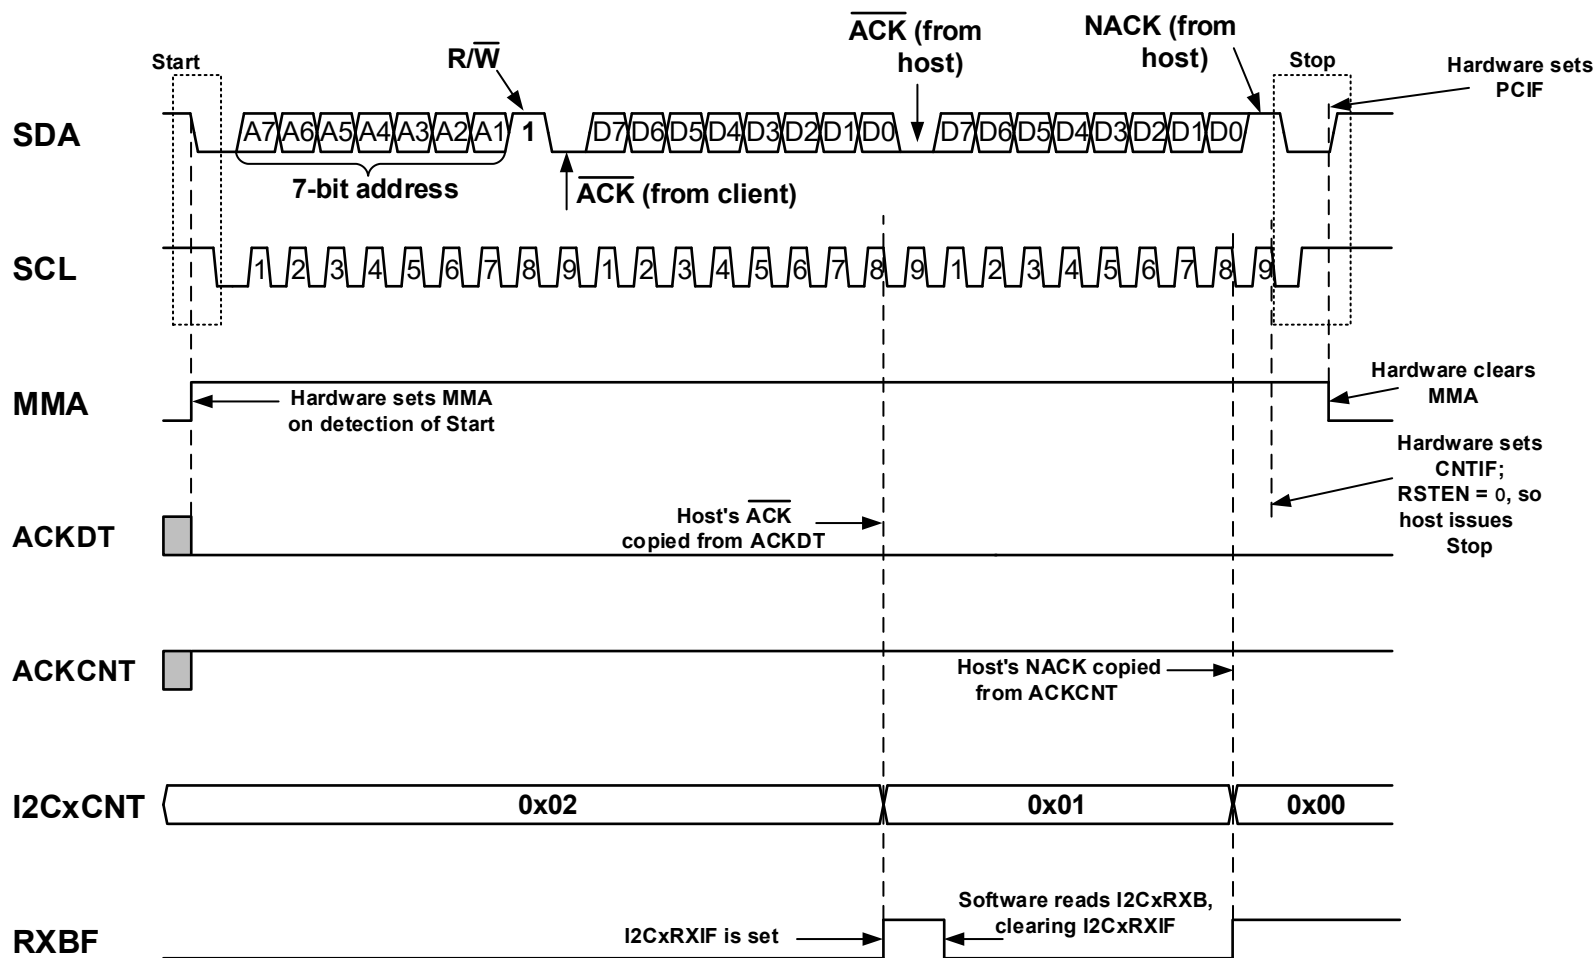 ACK (from
host)
NACK (from
host)
Start
R/W
Stop
Hardware sets
PCIF
SDA
A7 A6 A5 A4 A3 A2 A1 1 D7 D6 D5 D4 D3 D2 D1 D0 D7 D6 D5 D4 D3 D2 D1 D0
7-bit address
ACK (from client)
SCL
1 2 3 4 5 6 7 8 9 1 2 3 4 5 6 7 8 9 1 2 3 4 5 6 7 8 9
MMA
Hardware sets MMA
on detection of Start
Hardware clears
MMA
Hardware sets
CNTIF;
RSTEN = 0, so
host issues
Stop
ACKDT
Host's ACK
copied from ACKDT
ACKCNT
Host's NACK copied
from ACKCNT
I2CxCNT
0x02 0x01 0x00
RXBF
I2CxRXIF is set
Software reads I2CxRXB,
clearing I2CxRXIF